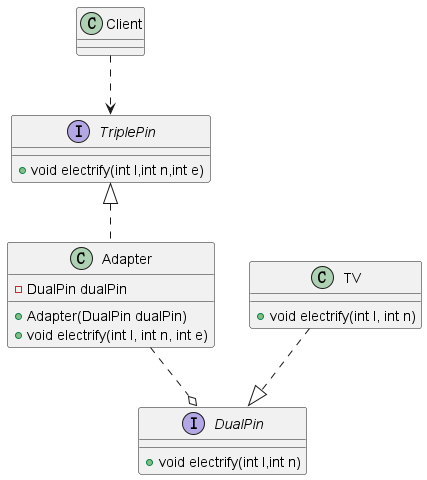 C Client
I TriplePin
void electrify(int l,int n,int e)
C Adapter
DualPin dualPin
Adapter(DualPin dualPin)
void electrify(int l, int n, int e)
C TV
void electrify(int l, int n)
I DualPin
void electrify(int l,int n)